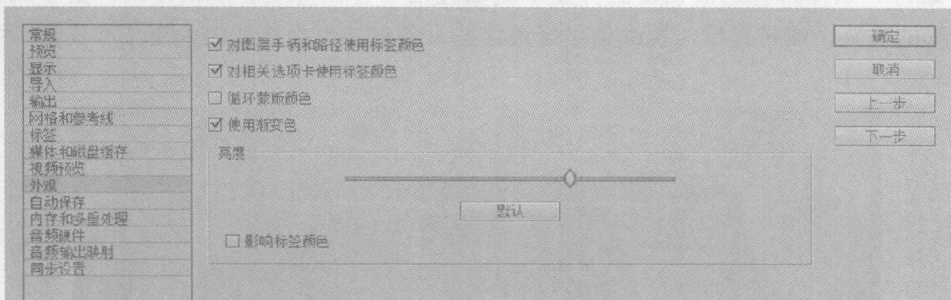 常规
预览
显示
导入
输出
网格和参考线
标签
媒体和磁盘缓存
视频预览
外观
自动保存
内存和多重处理
音频硬件
音频输出映射
同步设置
对图层手柄和路径使用标签颜色
对相关选项卡使用标签颜色
循环蒙版颜色
使用渐变色
亮度
默认
影响标签颜色
确定
取消
上一步
下一步